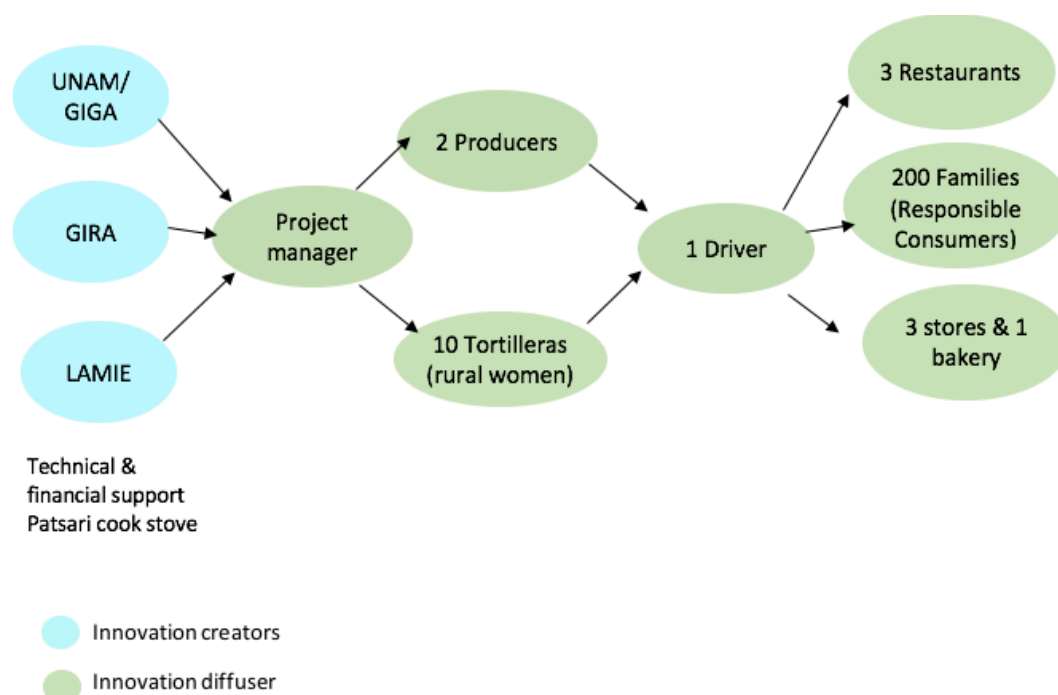 UNAM/
GIGA
GIRA
LAMIE
Technical &
financial support
Patsari cook stove
Project
manager
2 Producers
10 Tortilleras
(rural women)
1 Driver
3 Restaurants
200 Families
(Responsible
Consumers)
3 stores & 1
bakery
Innovation creators
Innovation diffuser